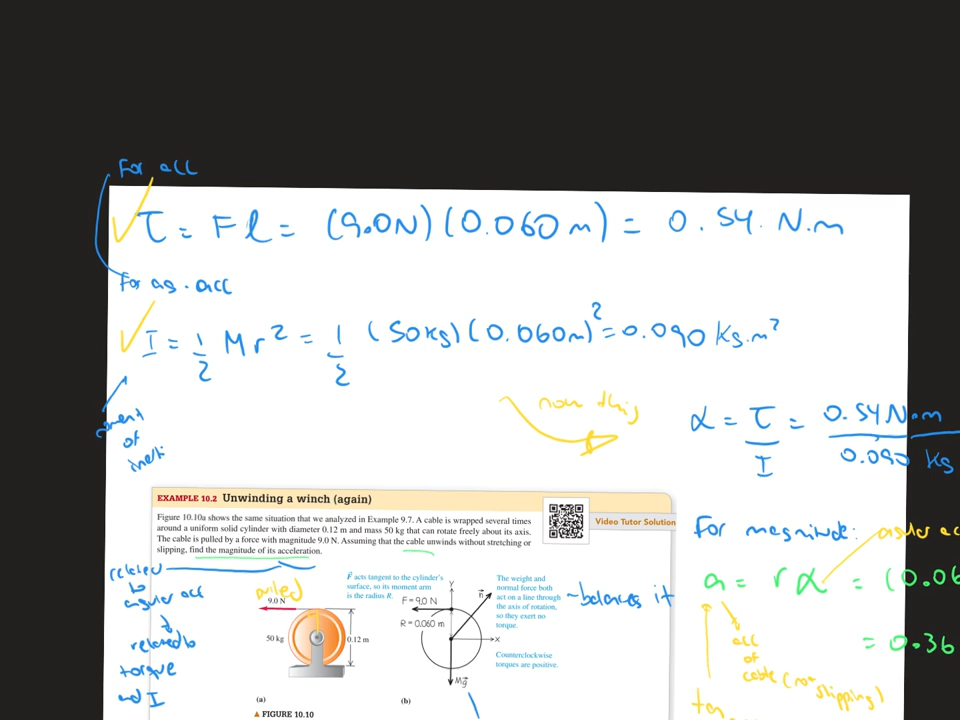 For all
τ = Fl = (9.0N)(0.060m) = 0.54. N.m
For ag. acc
I = 1/2 Mr² = 1/2 (50kg)(0.060m)² = 0.090 kg.m²
moment
of
inerti
now this
α = τ/I = 0.54 N.m / 0.090 kg
EXAMPLE 10.2 Unwinding a winch (again)
Figure 10.10a shows the same situation that we analyzed in Example 9.7. A cable is wrapped several times
around a uniform solid cylinder with diameter 0.12 m and mass 50 kg that can rotate freely about its axis.
The cable is pulled by a force with magnitude 9.0 N. Assuming that the cable unwinds without stretching or
slipping, find the magnitude of its acceleration.
Video Tutor Solution
For magnitude:
angular ac
a = rα = (0.06
= 0.36
acc
of
cable (not slipping)
tan
related
to
angular acc
related to
torque
and I
pulled
9.0 N
50 kg
0.12 m
(a)
F acts tangent to the cylinder's
surface, so its moment arm
is the radius R.
F = 9.0 N
R = 0.060 m
y
n
x
Mg
(b)
The weight and
normal force both
act on a line through
the axis of rotation,
so they exert no
torque.
Counterclockwise
torques are positive.
~balances it
▲ FIGURE 10.10